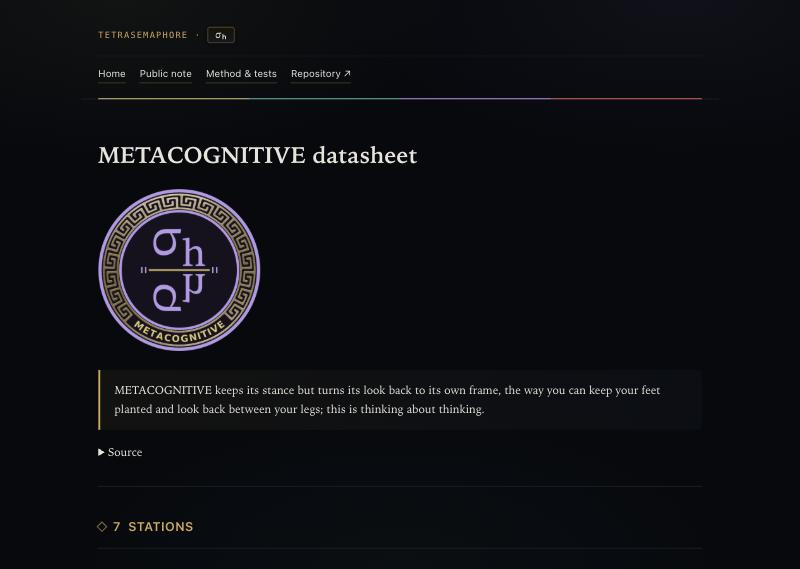 TETRASEMAPHORE · σh
Home Public note Method & tests Repository ↗
METACOGNITIVE datasheet
σh
METACOGNITIVE
METACOGNITIVE keeps its stance but turns its look back to its own frame, the way you can keep your feet
planted and look back between your legs; this is thinking about thinking.
▶ Source
◇ 7 STATIONS